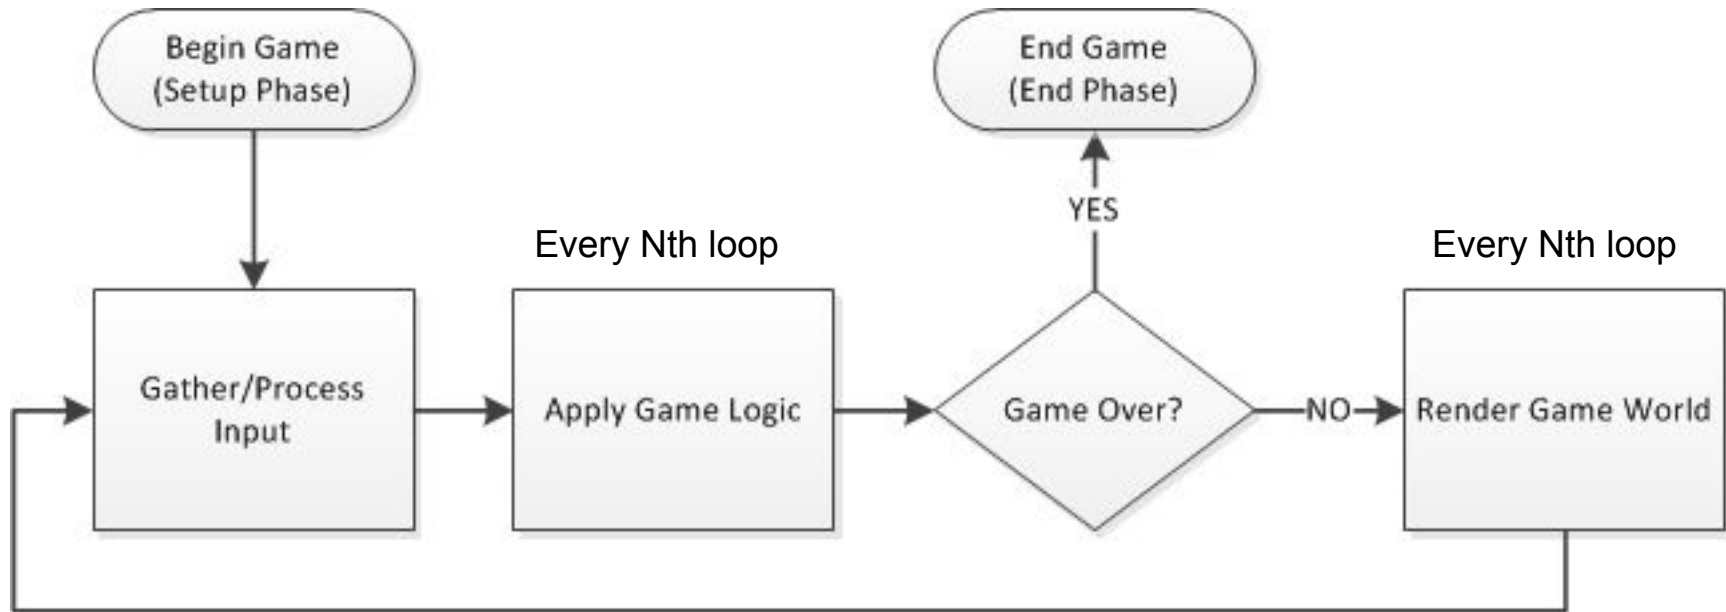 Begin Game
(Setup Phase)
End Game
(End Phase)
YES
Every Nth loop
Every Nth loop
Gather/Process
Input
Apply Game Logic
Game Over?
NO
Render Game World